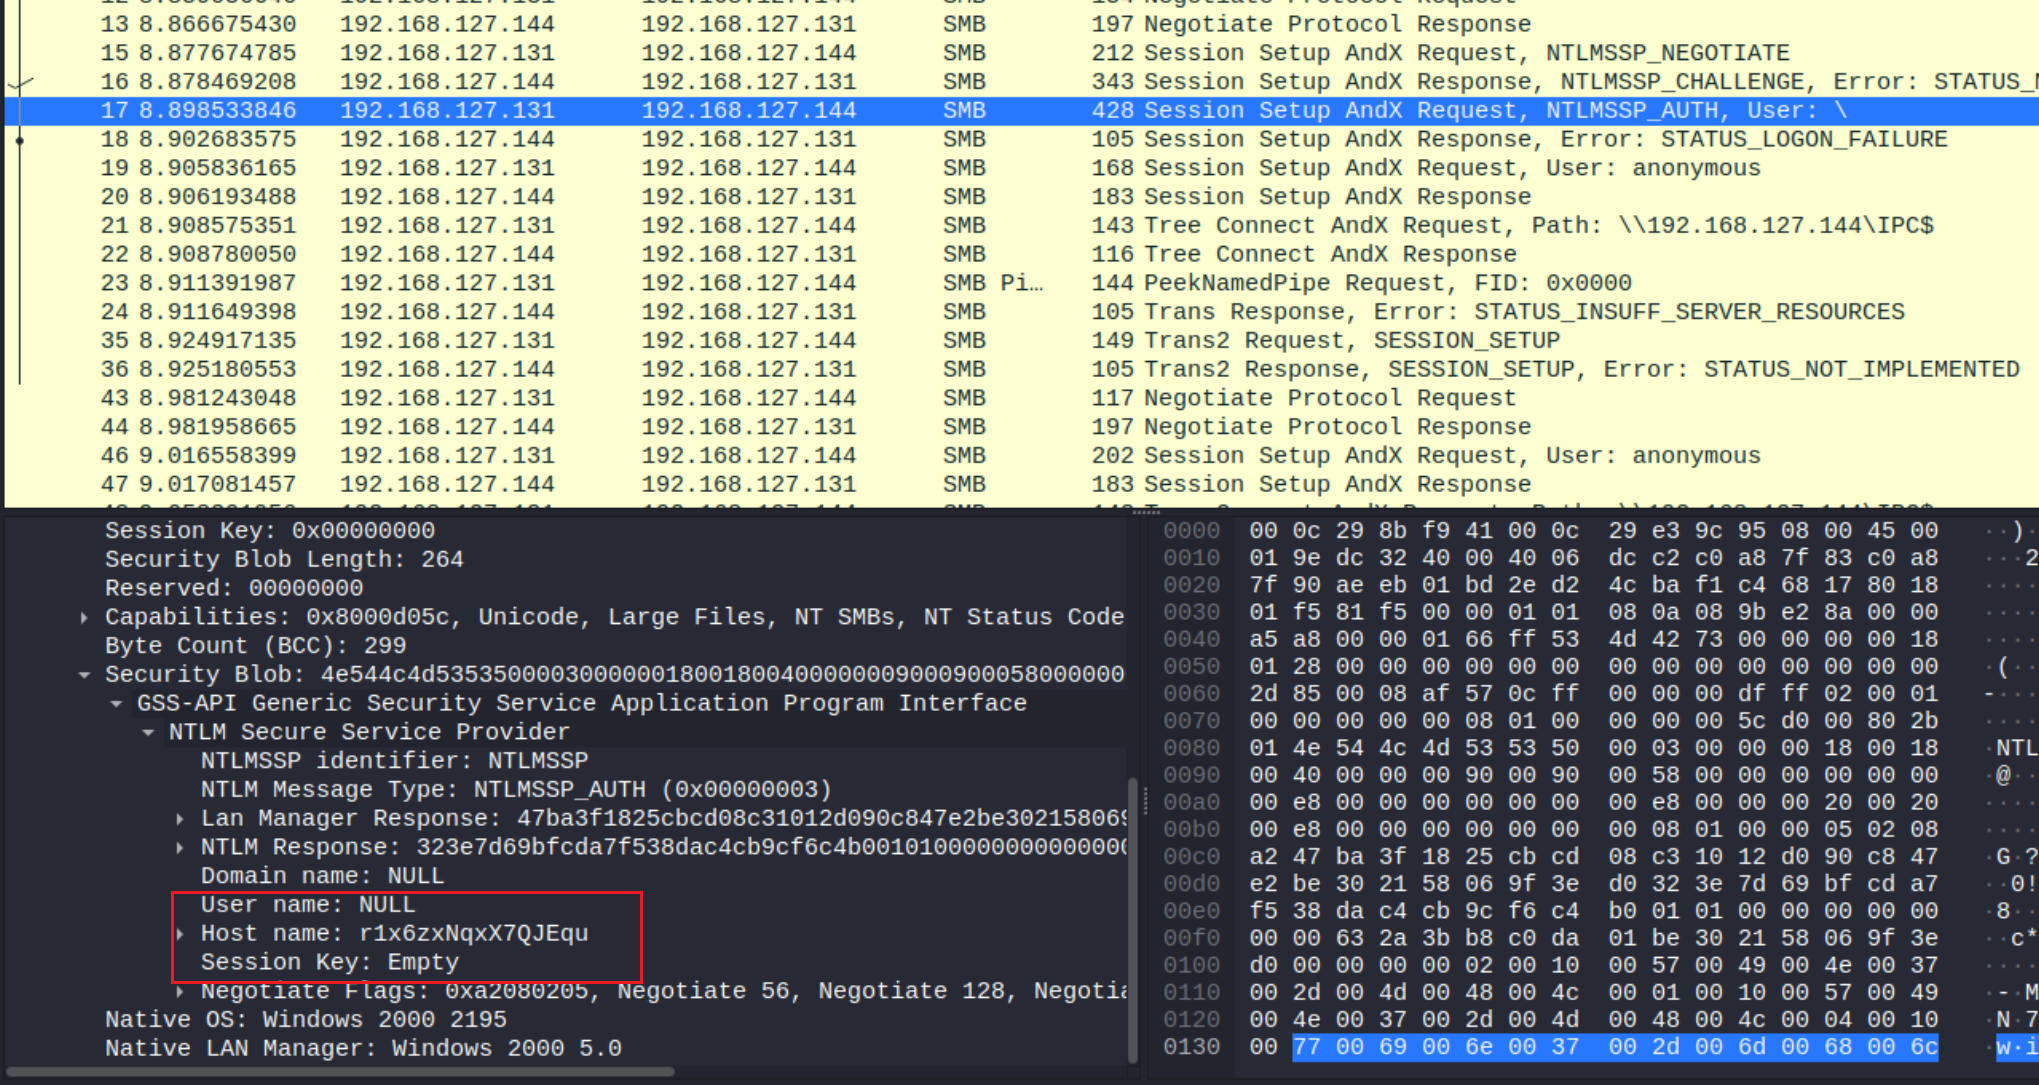 13 8.866675430 192.168.127.144 192.168.127.131 SMB 197 Negotiate Protocol Response
15 8.877674785 192.168.127.131 192.168.127.144 SMB 212 Session Setup AndX Request, NTLMSSP_NEGOTIATE
16 8.878469208 192.168.127.144 192.168.127.131 SMB 343 Session Setup AndX Response, NTLMSSP_CHALLENGE, Error: STATUS_
17 8.898533846 192.168.127.131 192.168.127.144 SMB 428 Session Setup AndX Request, NTLMSSP_AUTH, User: \
18 8.902683575 192.168.127.144 192.168.127.131 SMB 105 Session Setup AndX Response, Error: STATUS_LOGON_FAILURE
19 8.905836165 192.168.127.131 192.168.127.144 SMB 168 Session Setup AndX Request, User: anonymous
20 8.906193488 192.168.127.144 192.168.127.131 SMB 183 Session Setup AndX Response
21 8.908575351 192.168.127.131 192.168.127.144 SMB 143 Tree Connect AndX Request, Path: \\192.168.127.144\IPC$
22 8.908780050 192.168.127.144 192.168.127.131 SMB 116 Tree Connect AndX Response
23 8.911391987 192.168.127.131 192.168.127.144 SMB Pi… 144 PeekNamedPipe Request, FID: 0x0000
24 8.911649398 192.168.127.144 192.168.127.131 SMB 105 Trans Response, Error: STATUS_INSUFF_SERVER_RESOURCES
35 8.924917135 192.168.127.131 192.168.127.144 SMB 149 Trans2 Request, SESSION_SETUP
36 8.925180553 192.168.127.144 192.168.127.131 SMB 105 Trans2 Response, SESSION_SETUP, Error: STATUS_NOT_IMPLEMENTED
43 8.981243048 192.168.127.131 192.168.127.144 SMB 117 Negotiate Protocol Request
44 8.981958665 192.168.127.144 192.168.127.131 SMB 197 Negotiate Protocol Response
46 9.016558399 192.168.127.131 192.168.127.144 SMB 202 Session Setup AndX Request, User: anonymous
47 9.017081457 192.168.127.144 192.168.127.131 SMB 183 Session Setup AndX Response
Session Key: 0x00000000
Security Blob Length: 264
Reserved: 00000000
Capabilities: 0x8000d05c, Unicode, Large Files, NT SMBs, NT Status Code
Byte Count (BCC): 299
Security Blob: 4e544c4d53535000030000001800180040000000900090005800000​0
GSS-API Generic Security Service Application Program Interface
NTLM Secure Service Provider
NTLMSSP identifier: NTLMSSP
NTLM Message Type: NTLMSSP_AUTH (0x00000003)
Lan Manager Response: 47ba3f1825cbcd08c31012d090c847e2be302158069
NTLM Response: 323e7d69bfcda7f538dac4cb9cf6c4b00101000000000000000
Domain name: NULL
User name: NULL
Host name: r1x6zxNqxX7QJEqu
Session Key: Empty
Negotiate Flags: 0xa2080205, Negotiate 56, Negotiate 128, Negotia
Native OS: Windows 2000 2195
Native LAN Manager: Windows 2000 5.0
0000 00 0c 29 8b f9 41 00 0c 29 e3 9c 95 08 00 45 00 ··)·
0010 01 9e dc 32 40 00 40 06 dc c2 c0 a8 7f 83 c0 a8 ···2
0020 7f 90 ae eb 01 bd 2e d2 4c ba f1 c4 68 17 80 18 ····
0030 01 f5 81 f5 00 00 01 01 08 0a 08 9b e2 8a 00 00 ····
0040 a5 a8 00 00 01 66 ff 53 4d 42 73 00 00 00 00 18 ····
0050 01 28 00 00 00 00 00 00 00 00 00 00 00 00 00 00 ·(··
0060 2d 85 00 08 af 57 0c ff 00 00 00 df ff 02 00 01 -···
0070 00 00 00 00 00 08 01 00 00 00 00 5c d0 00 80 2b ····
0080 01 4e 54 4c 4d 53 53 50 00 03 00 00 00 18 00 18 ·NTL
0090 00 40 00 00 00 90 00 90 00 58 00 00 00 00 00 00 ·@··
00a0 00 e8 00 00 00 00 00 00 00 e8 00 00 00 20 00 20 ····
00b0 00 e8 00 00 00 00 00 00 00 08 01 00 00 05 02 08 ····
00c0 a2 47 ba 3f 18 25 cb cd 08 c3 10 12 d0 90 c8 47 ·G·?
00d0 e2 be 30 21 58 06 9f 3e d0 32 3e 7d 69 bf cd a7 ··0!
00e0 f5 38 da c4 cb 9c f6 c4 b0 01 01 00 00 00 00 00 ·8··
00f0 00 00 63 2a 3b b8 c0 da 01 be 30 21 58 06 9f 3e ··c*
0100 d0 00 00 00 00 02 00 10 00 57 00 49 00 4e 00 37 ····
0110 00 2d 00 4d 00 48 00 4c 00 01 00 10 00 57 00 49 ·-·M
0120 00 4e 00 37 00 2d 00 4d 00 48 00 4c 00 04 00 10 ·N·7
0130 00 77 00 69 00 6e 00 37 00 2d 00 6d 00 68 00 6c ·w·i